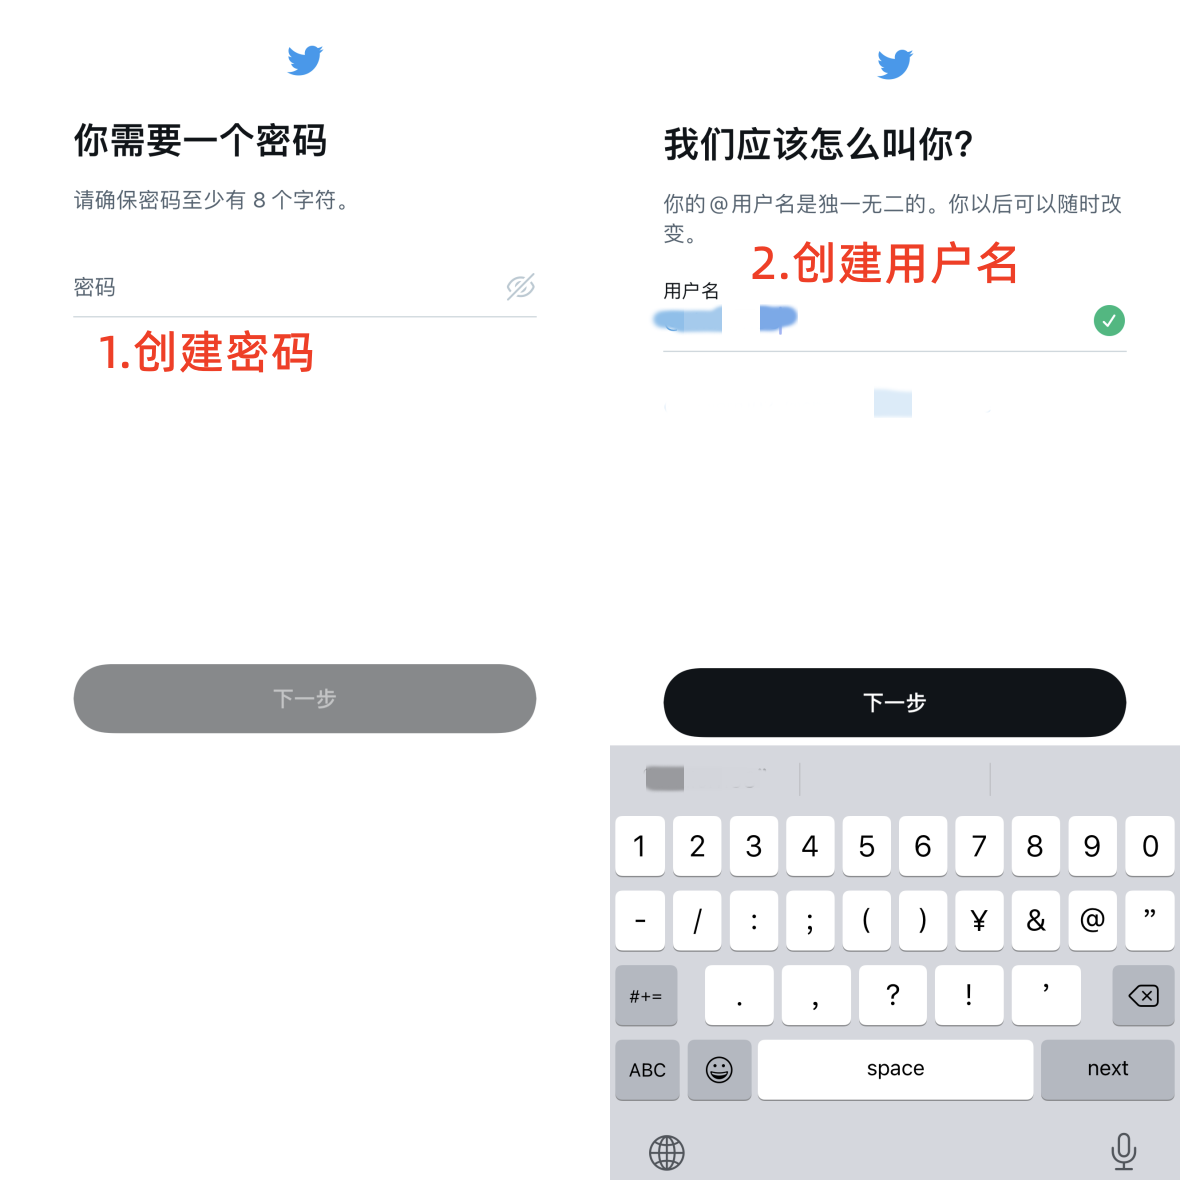 你需要一个密码
请确保密码至少有 8 个字符。
密码
1.创建密码
下一步
我们应该怎么叫你?
你的 @ 用户名是独一无二的。你以后可以随时改
变。
2.创建用户名
用户名
下一步
1 2 3 4 5 6 7 8 9 0
- / : ; ( ) ¥ & @ ”
#+= . , ? ! ’
ABC space next